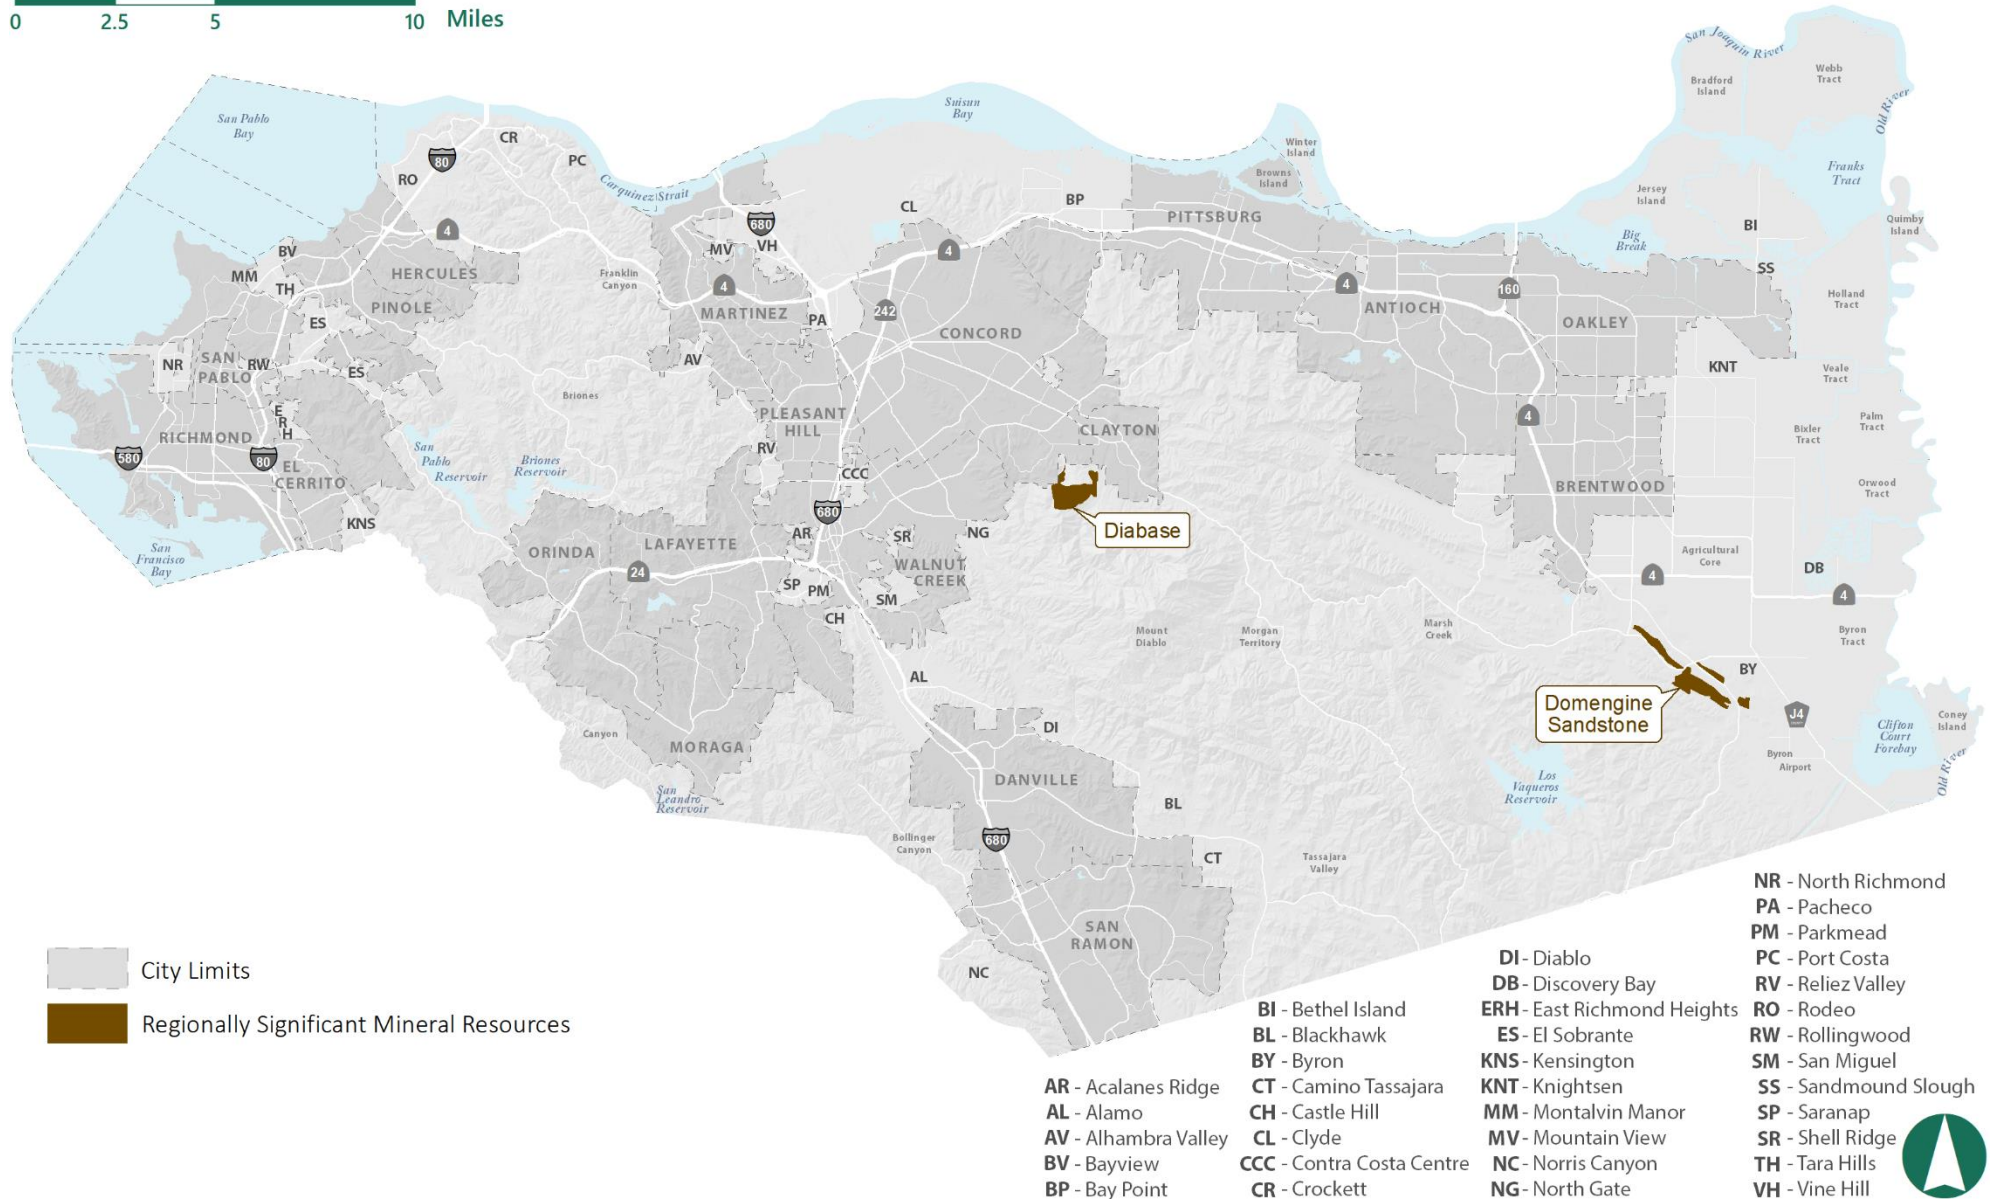 0 2.5 5 10 Miles
San Joaquin River
Webb
Tract
Bradford
Island
Old River
San Pablo
Bay
Suisun
Bay
CR
80
PC
RO
Carquinez Strait
Winter
Island
Browns
Island
Franks
Tract
Jersey
Island
BP
CL
PITTSBURG
BI
Quimby
Island
4
680
MV
VH
4
Big
Break
BV
MM
TH
HERCULES
Franklin
Canyon
4
SS
4
160
Holland
Tract
PINOLE
ES
MARTINEZ
PA
242
CONCORD
ANTIOCH
OAKLEY
NR
SAN
PABLO
RW
ES
AV
KNT
Veale
Tract
Briones
E
R
H
PLEASANT
HILL
CLAYTON
4
Palm
Tract
Bixler
Tract
RICHMOND
580
80
EL
CERRITO
San
Pablo
Reservoir
Briones
Reservoir
RV
CCC
BRENTWOOD
Orwood
Tract
KNS
680
Diabase
San
Francisco
Bay
ORINDA
LAFAYETTE
AR
SR
NG
WALNUT
CREEK
Agricultural
Core
24
SP
PM
SM
4
DB
4
CH
Mount
Diablo
Morgan
Territory
Marsh
Creek
Byron
Tract
AL
BY
Domengine
Sandstone
J4
Clifton
Court
Forebay
Coney
Island
Canyon
MORAGA
DI
Byron
Airport
Old River
DANVILLE
San
Leandro
Reservoir
Los
Vaqueros
Reservoir
BL
680
Bollinger
Canyon
CT
Tassajara
Valley
SAN
RAMON
NC
City Limits
Regionally Significant Mineral Resources
AR - Acalanes Ridge
AL - Alamo
AV - Alhambra Valley
BV - Bayview
BP - Bay Point
BI - Bethel Island
BL - Blackhawk
BY - Byron
CT - Camino Tassajara
CH - Castle Hill
CL - Clyde
CCC - Contra Costa Centre
CR - Crockett
DI - Diablo
DB - Discovery Bay
ERH - East Richmond Heights
ES - El Sobrante
KNS - Kensington
KNT - Knightsen
MM - Montalvin Manor
MV - Mountain View
NC - Norris Canyon
NG - North Gate
NR - North Richmond
PA - Pacheco
PM - Parkmead
PC - Port Costa
RV - Reliez Valley
RO - Rodeo
RW - Rollingwood
SM - San Miguel
SS - Sandmound Slough
SP - Saranap
SR - Shell Ridge
TH - Tara Hills
VH - Vine Hill